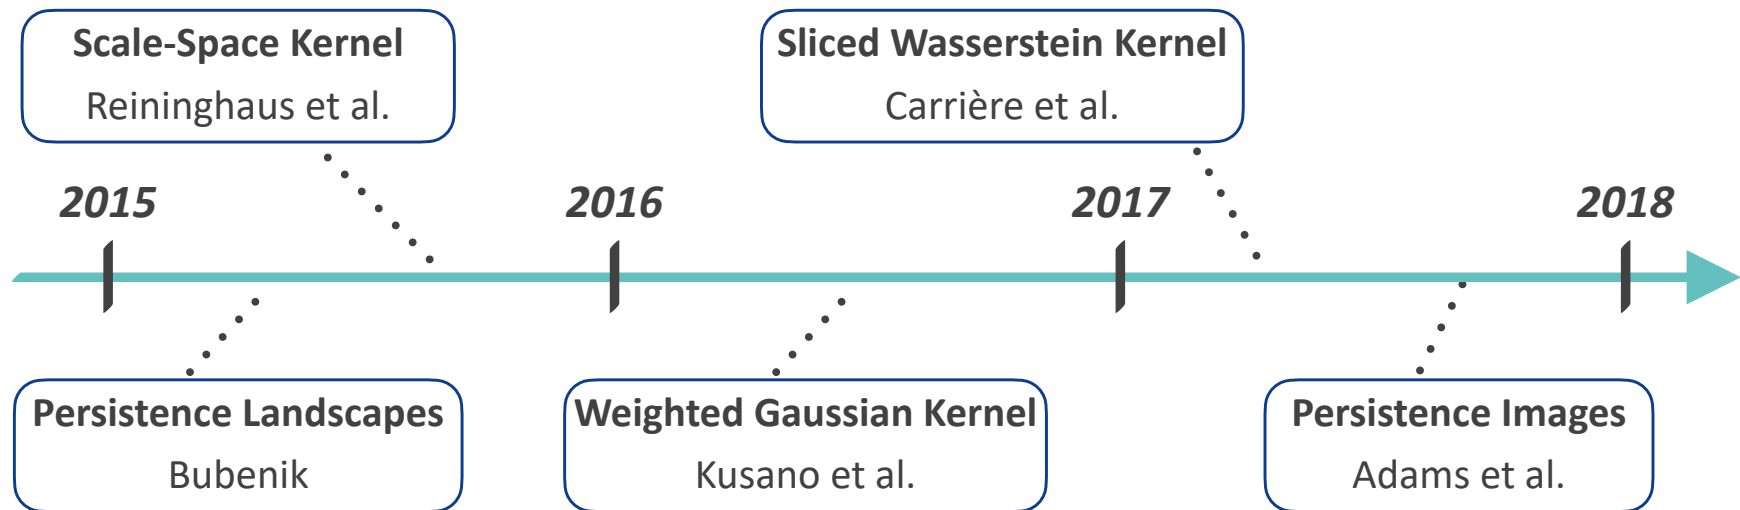 Scale-Space Kernel
Reininghaus et al.
Sliced Wasserstein Kernel
Carrière et al.
2015
2016
2017
2018
Persistence Landscapes
Bubenik
Weighted Gaussian Kernel
Kusano et al.
Persistence Images
Adams et al.